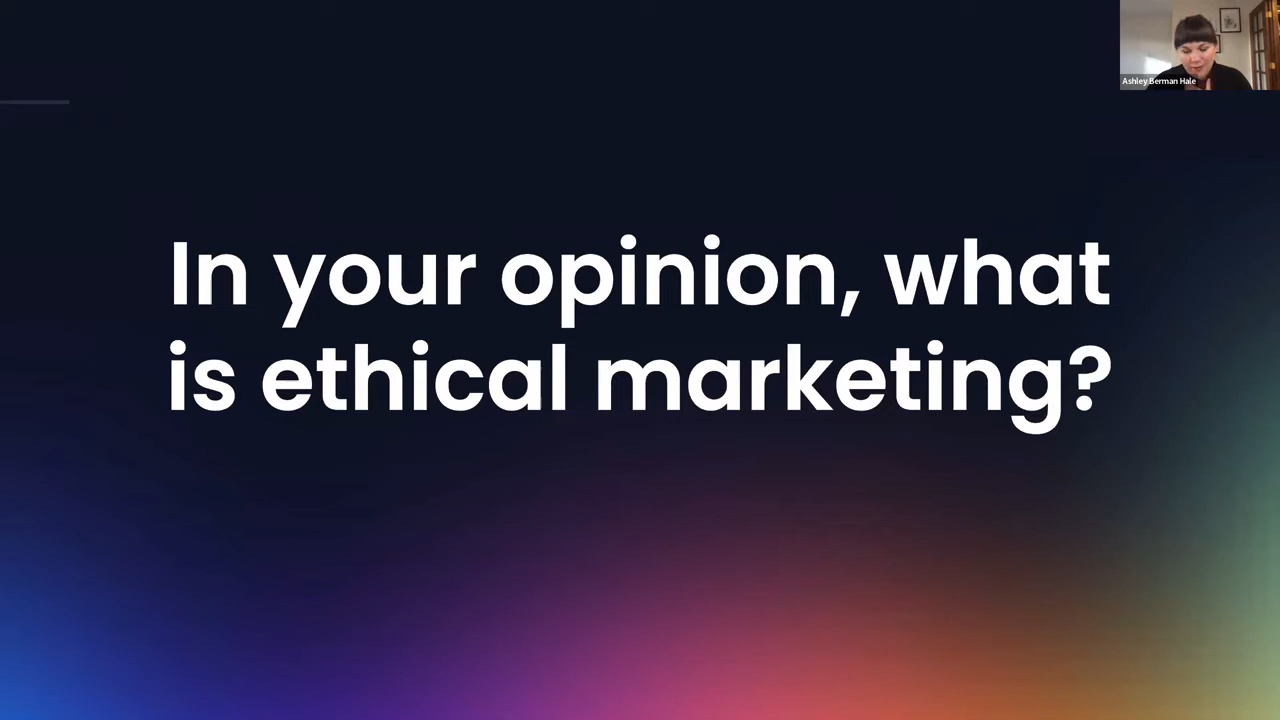 Ashley Berman Hale
In your opinion, what
is ethical marketing?